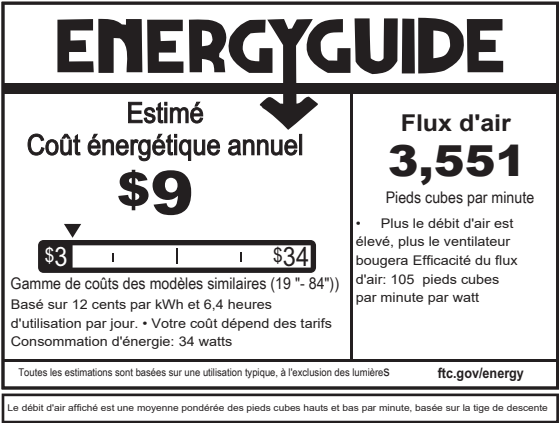 ENERGYGUIDE
Estimé
Coût énergétique annuel
$9
$3
$34
Gamme de coûts des modèles similaires (19 "- 84"))
Basé sur 12 cents par kWh et 6,4 heures
d'utilisation par jour. • Votre coût dépend des tarifs
Consommation d'énergie: 34 watts
Flux d'air
3,551
Pieds cubes par minute
• Plus le débit d'air est
élevé, plus le ventilateur
bougera Efficacité du flux
d'air: 105 pieds cubes
par minute par watt
Toutes les estimations sont basées sur une utilisation typique, à l'exclusion des lumièreS
ftc.gov/energy
Le débit d'air affiché est une moyenne pondérée des pieds cubes hauts et bas par minute, basée sur la tige de descente